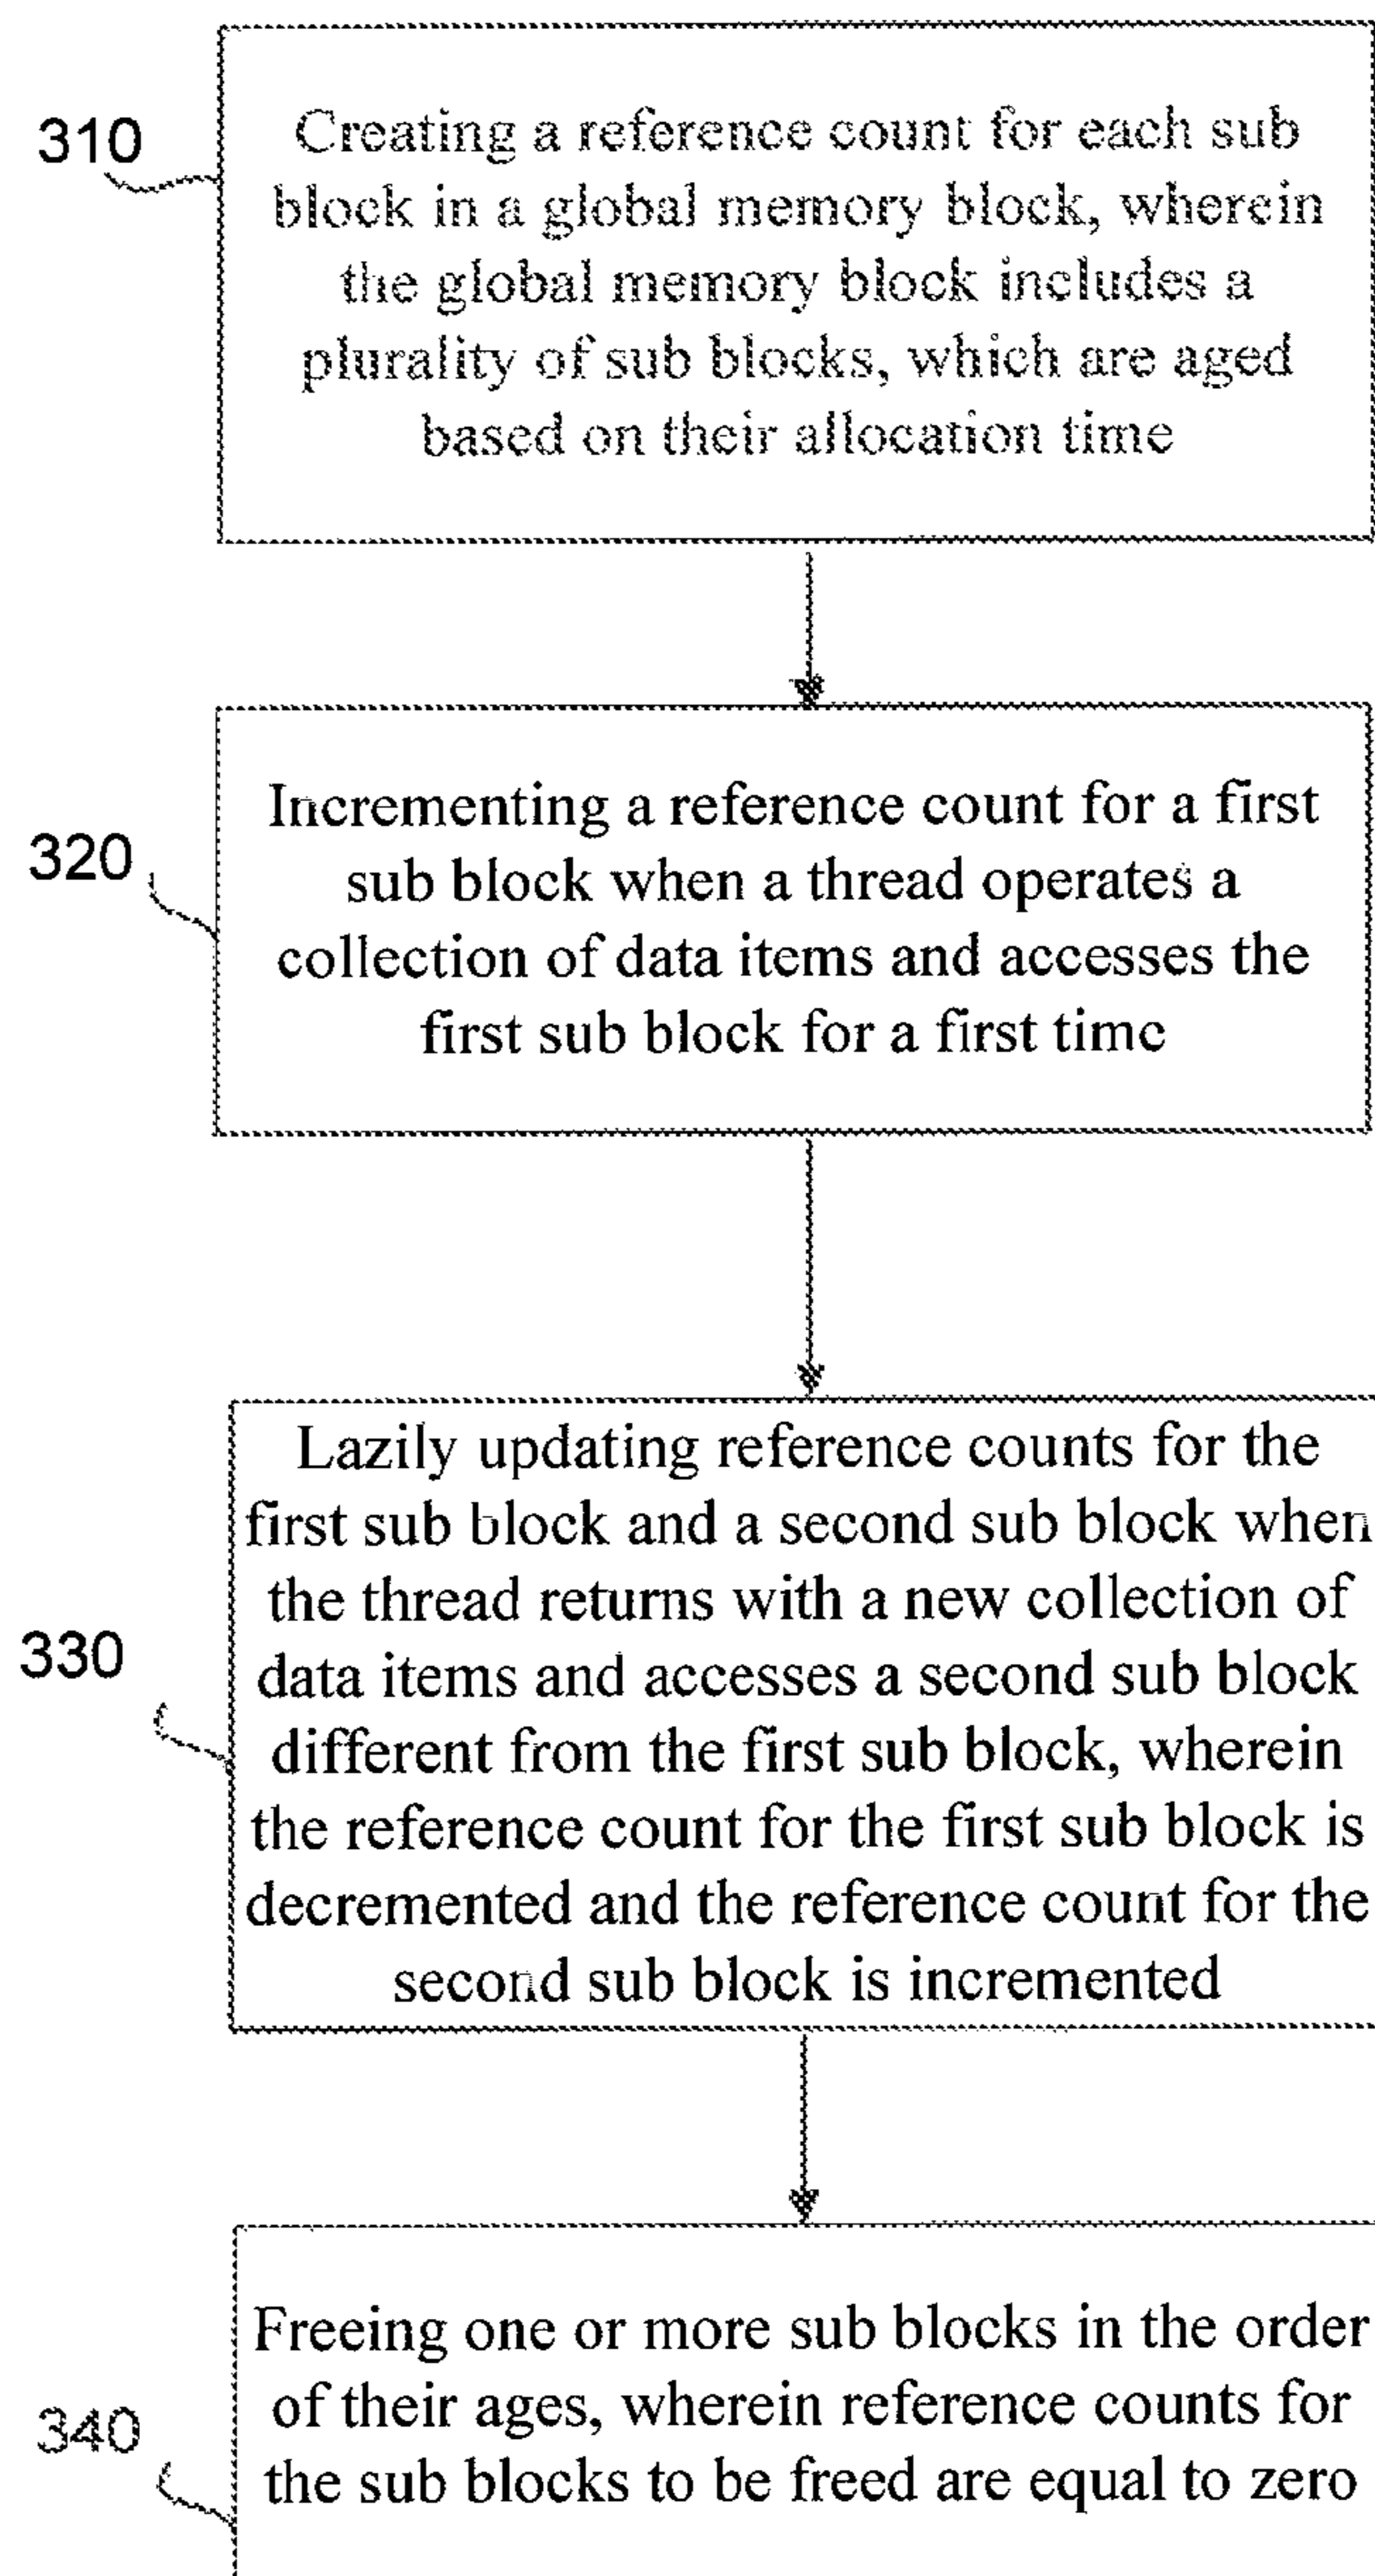 310
Creating a reference count for each sub
block in a global memory block, wherein
the global memory block includes a
plurality of sub blocks, which are aged
based on their allocation time
320
Incrementing a reference count for a first
sub block when a thread operates a
collection of data items and accesses the
first sub block for a first time
330
Lazily updating reference counts for the
first sub block and a second sub block when
the thread returns with a new collection of
data items and accesses a second sub block
different from the first sub block, wherein
the reference count for the first sub block is
decremented and the reference count for the
second sub block is incremented
340
Freeing one or more sub blocks in the order
of their ages, wherein reference counts for
the sub blocks to be freed are equal to zero